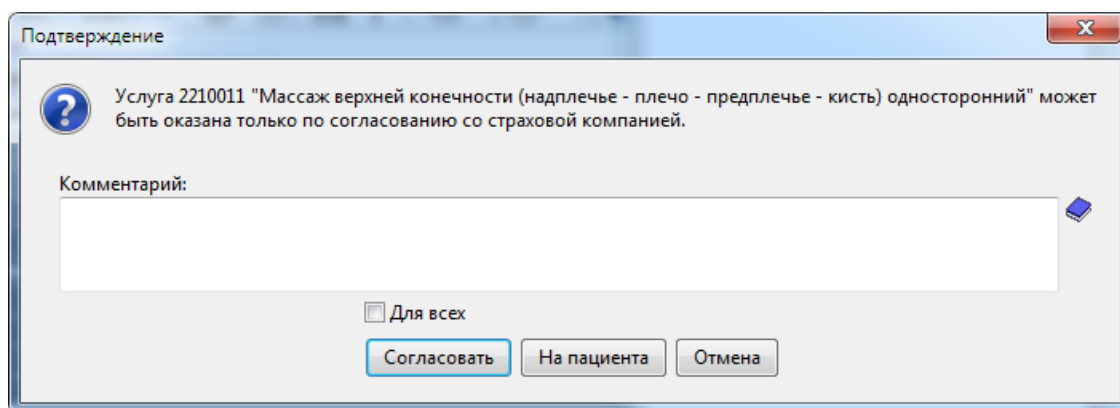 Подтверждение
Услуга 2210011 "Массаж верхней конечности (надплечье - плечо - предплечье - кисть) односторонний" может
быть оказана только по согласованию со страховой компанией.
Комментарий:
Для всех
Согласовать На пациента Отмена